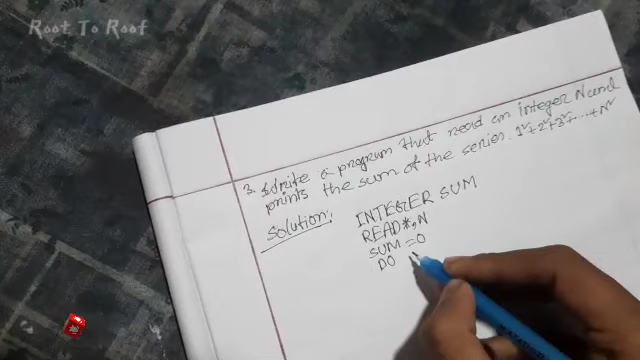 Root To Roof
3. Write a program that read an integer N and
prints the sum of the series. 1²+2²+3²+...+N²
Solution:
INTEGER SUM
READ*,N
SUM=0
DO